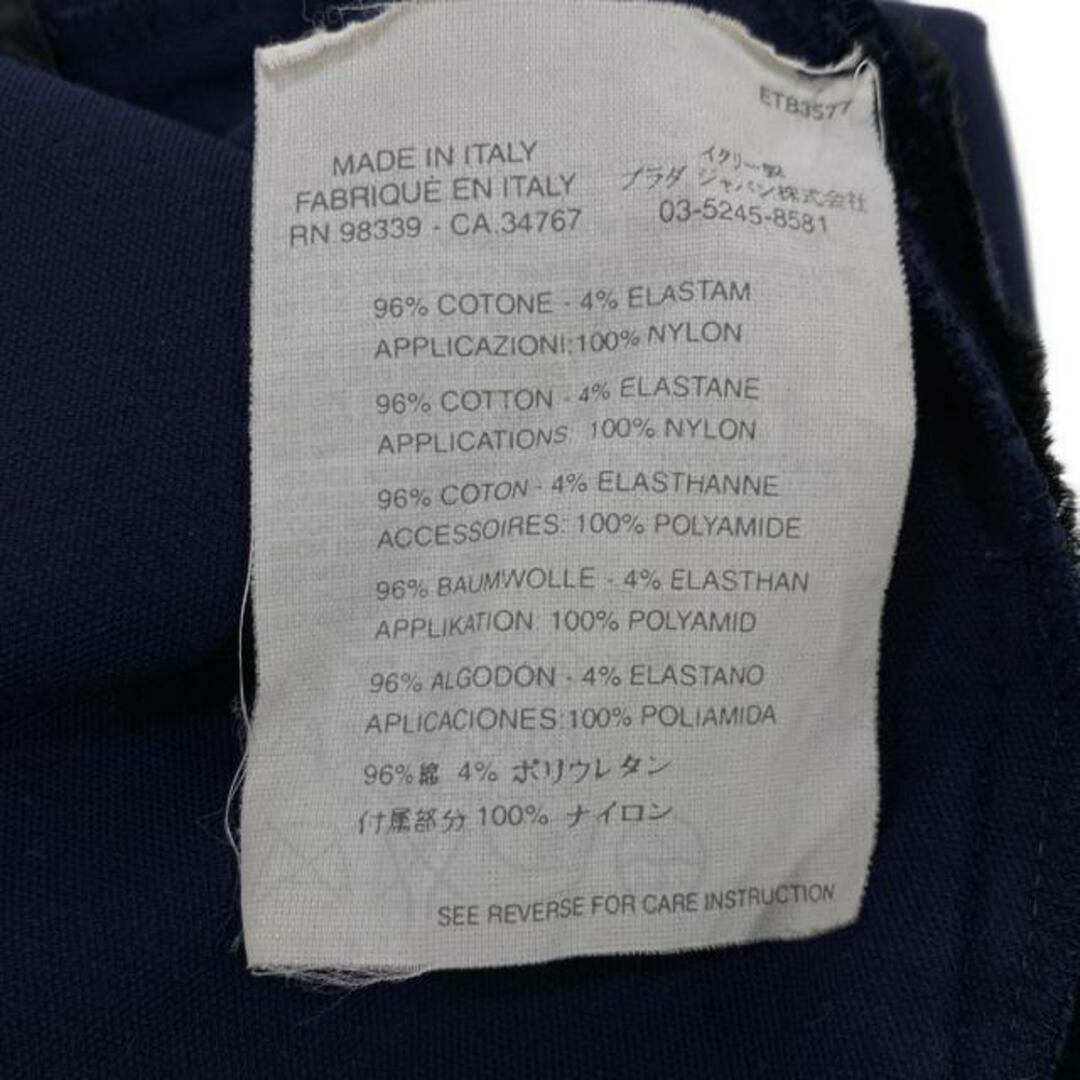 ETB3577
MADE IN ITALY
FABRIQUÈ EN ITALY
RN 98339 - CA.34767
イタリー製
プラダ ジャパン株式会社
03-5245-8581
96% COTONE - 4% ELASTAM
APPLICAZIONI:100% NYLON
96% COTTON - 4% ELASTANE
APPLICATIONS 100% NYLON
96% COTON - 4% ELASTHANNE
ACCESSOIRES: 100% POLYAMIDE
96% BAUMWOLLE - 4% ELASTHAN
APPLIKATION 100% POLYAMID
96% ALGODON - 4% ELASTANO
APLICACIONES:100% POLIAMIDA
96% 綿 4% ポリウレタン
付属部分 100% ナイロン
SEE REVERSE FOR CARE INSTRUCTION